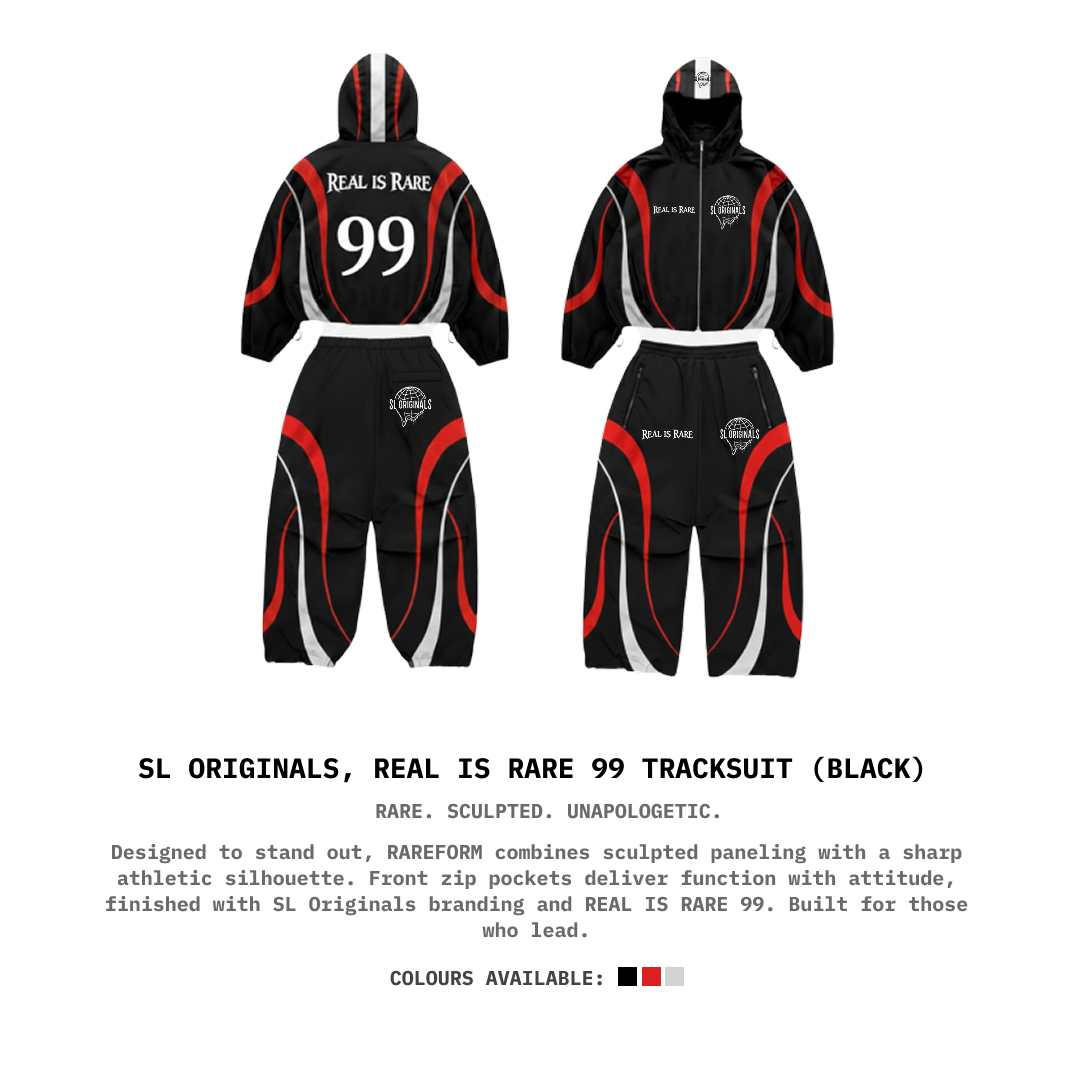 REAL IS RARE
99
REAL IS RARE
SL ORIGINALS
SL ORIGINALS
REAL IS RARE
SL ORIGINALS
SL ORIGINALS, REAL IS RARE 99 TRACKSUIT (BLACK)
RARE. SCULPTED. UNAPOLOGETIC.
Designed to stand out, RAREFORM combines sculpted paneling with a sharp
athletic silhouette. Front zip pockets deliver function with attitude,
finished with SL Originals branding and REAL IS RARE 99. Built for those
who lead.
COLOURS AVAILABLE: